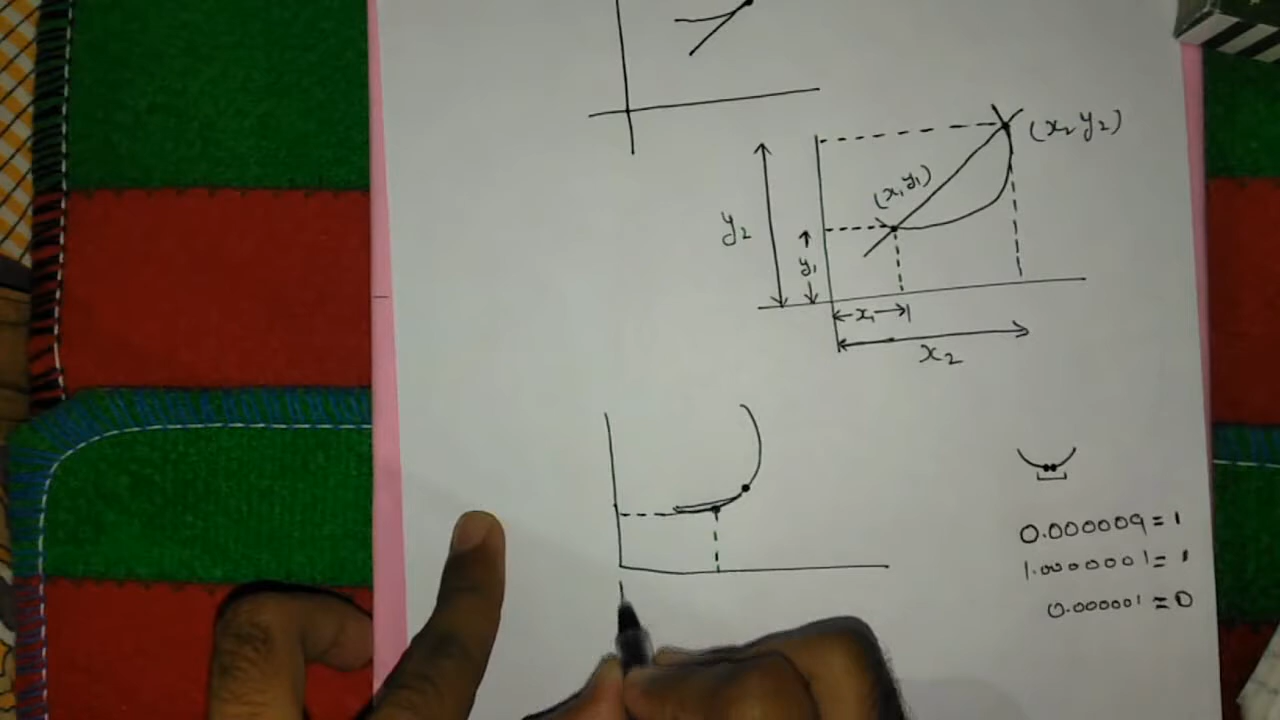 (x₂ y₂)
(x₁ y₁)
y₂
y₁
x₁
x₂
0.000009 = 1
1.0000001 = 1
0.000001 = 0